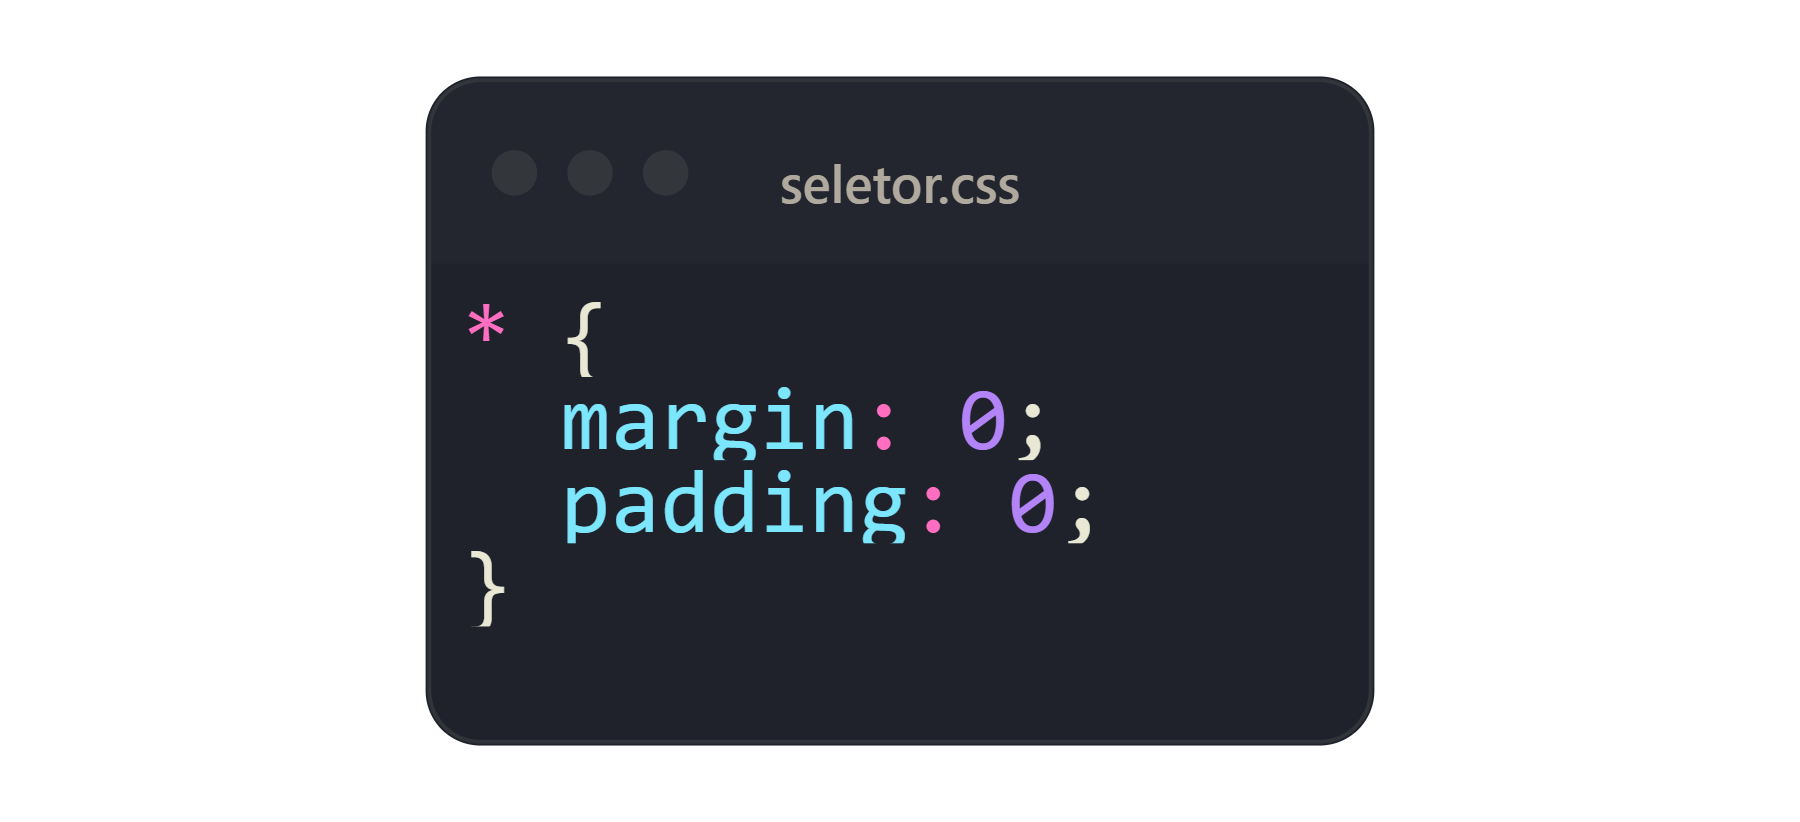 seletor.css
* {
  margin: 0;
  padding: 0;
}